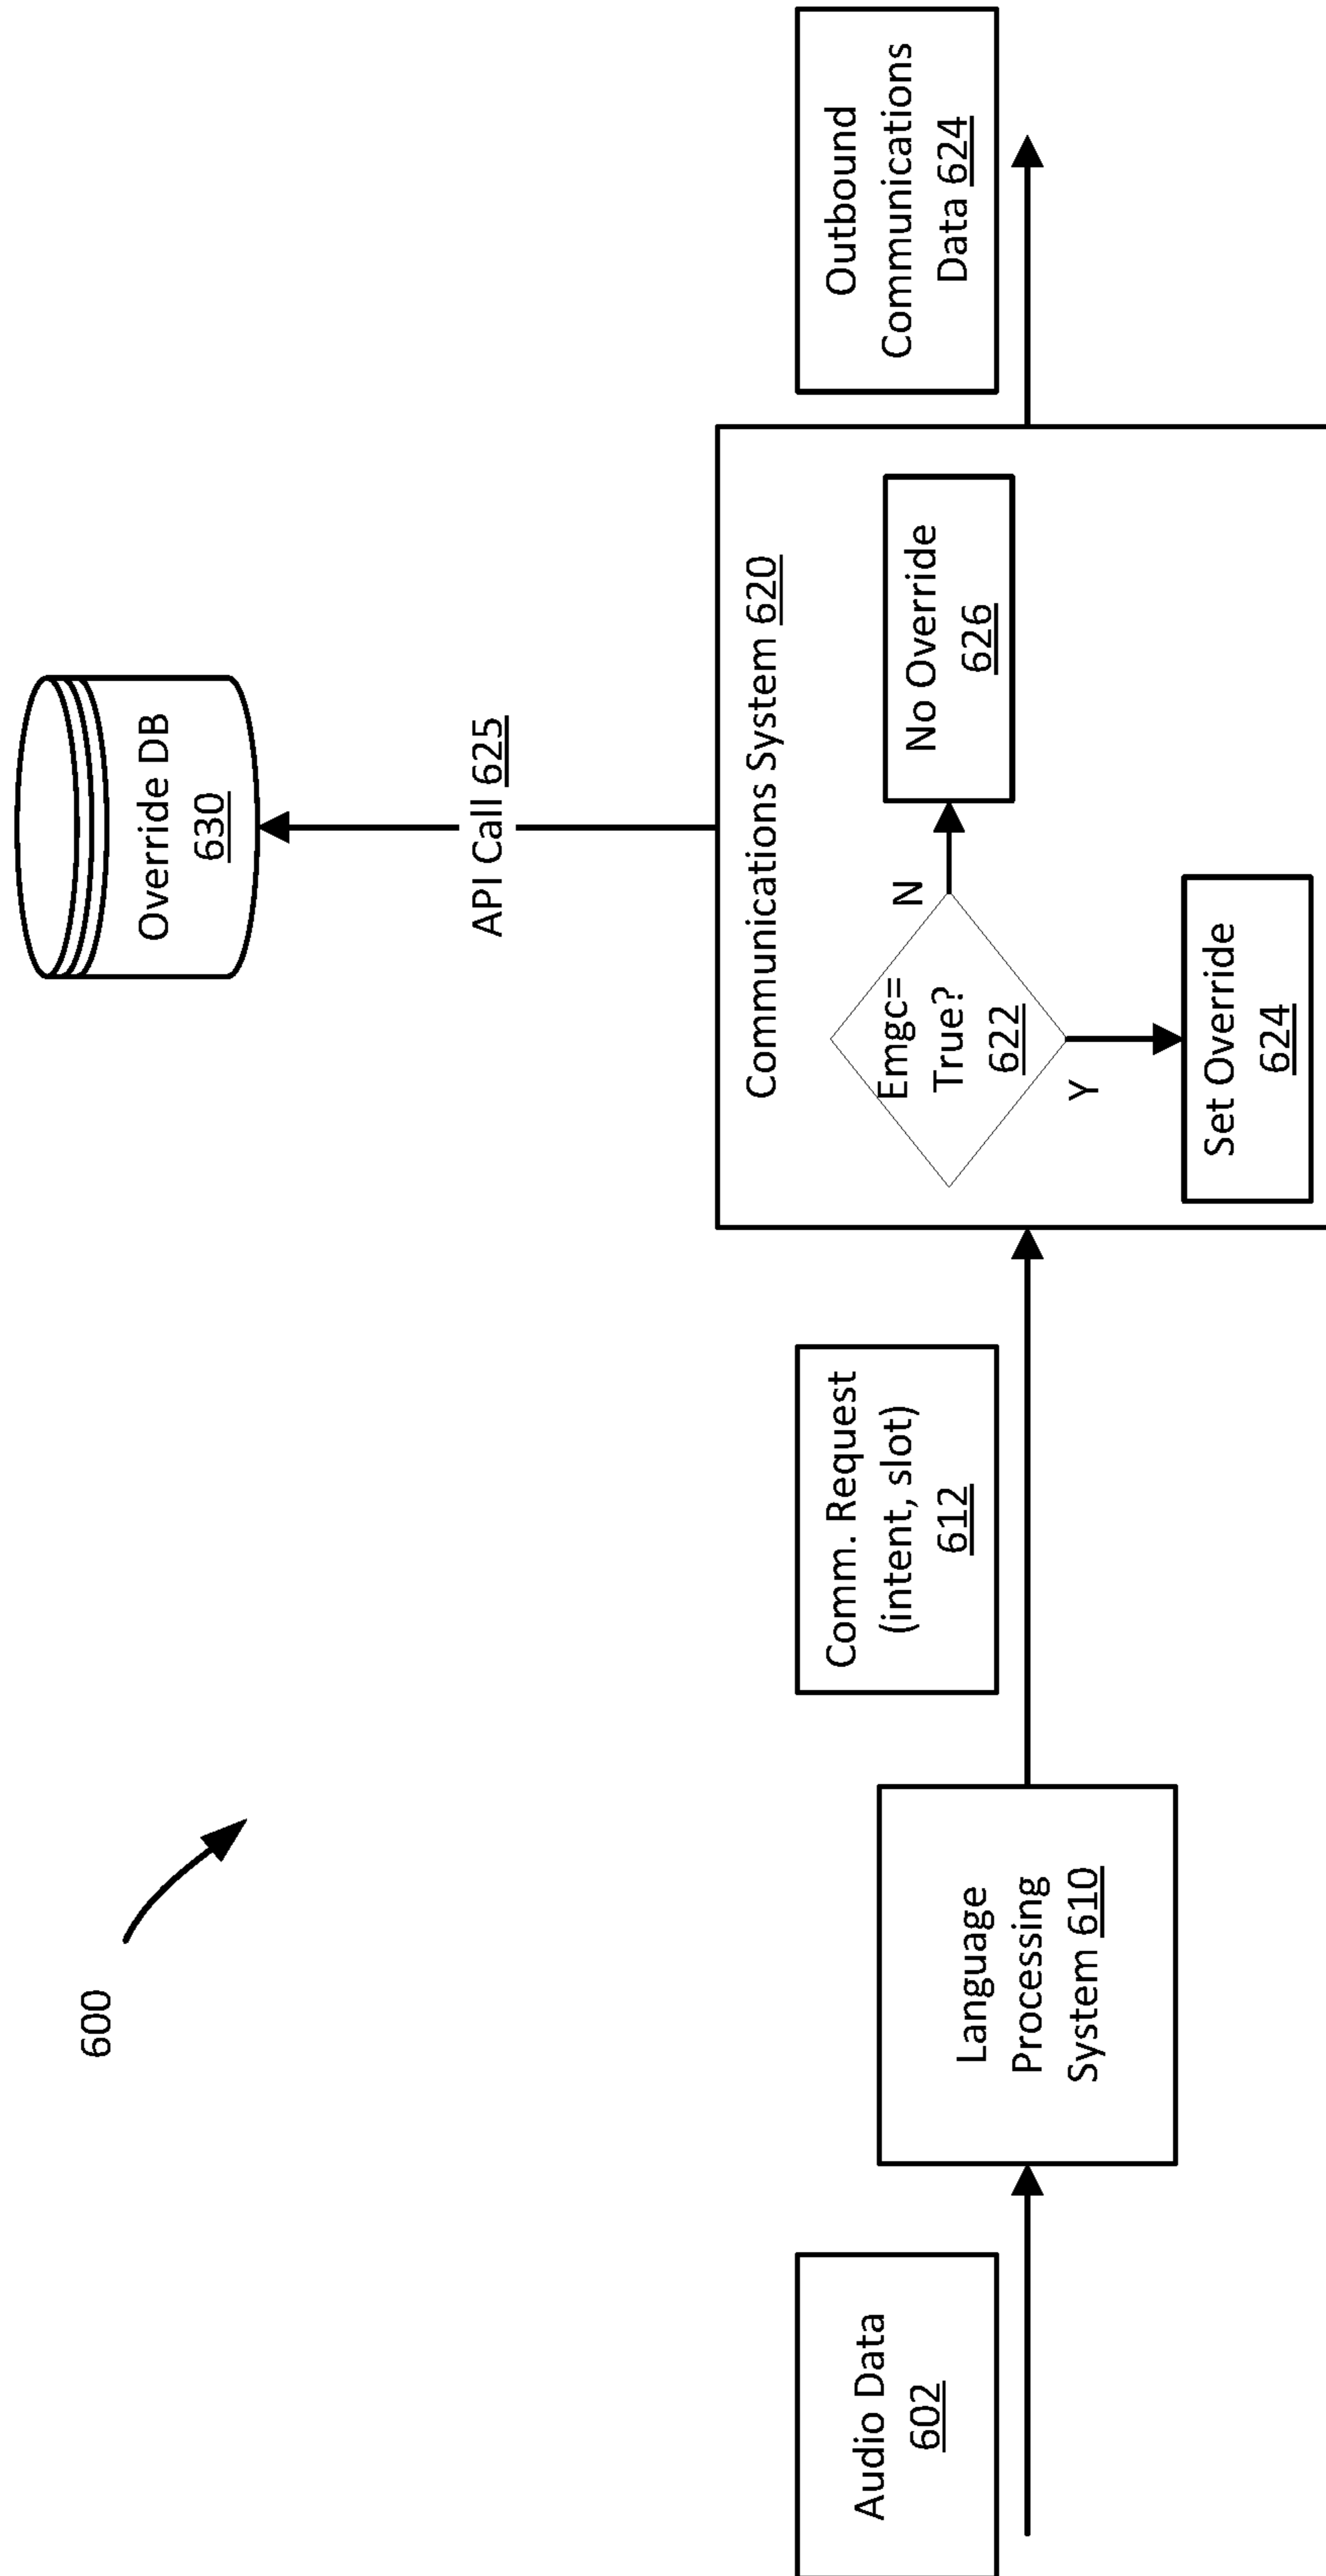 600
Override DB
630
API Call 625
Audio Data
602
Language
Processing
System 610
Comm. Request
(intent, slot)
612
Communications System 620
Emgc=
True?
622
N
Y
No Override
626
Set Override
624
Outbound
Communications
Data 624